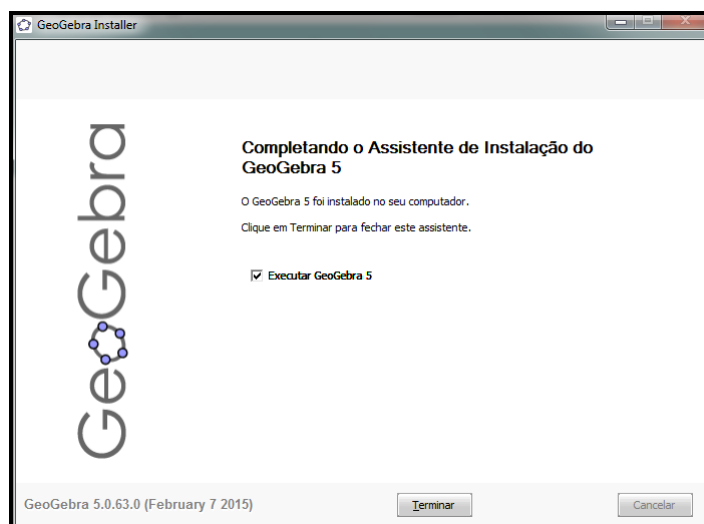 GeoGebra Installer
GeoGebra
Completando o Assistente de Instalação do
GeoGebra 5
O GeoGebra 5 foi instalado no seu computador.
Clique em Terminar para fechar este assistente.
Executar GeoGebra 5
GeoGebra 5.0.63.0 (February 7 2015)
Terminar
Cancelar